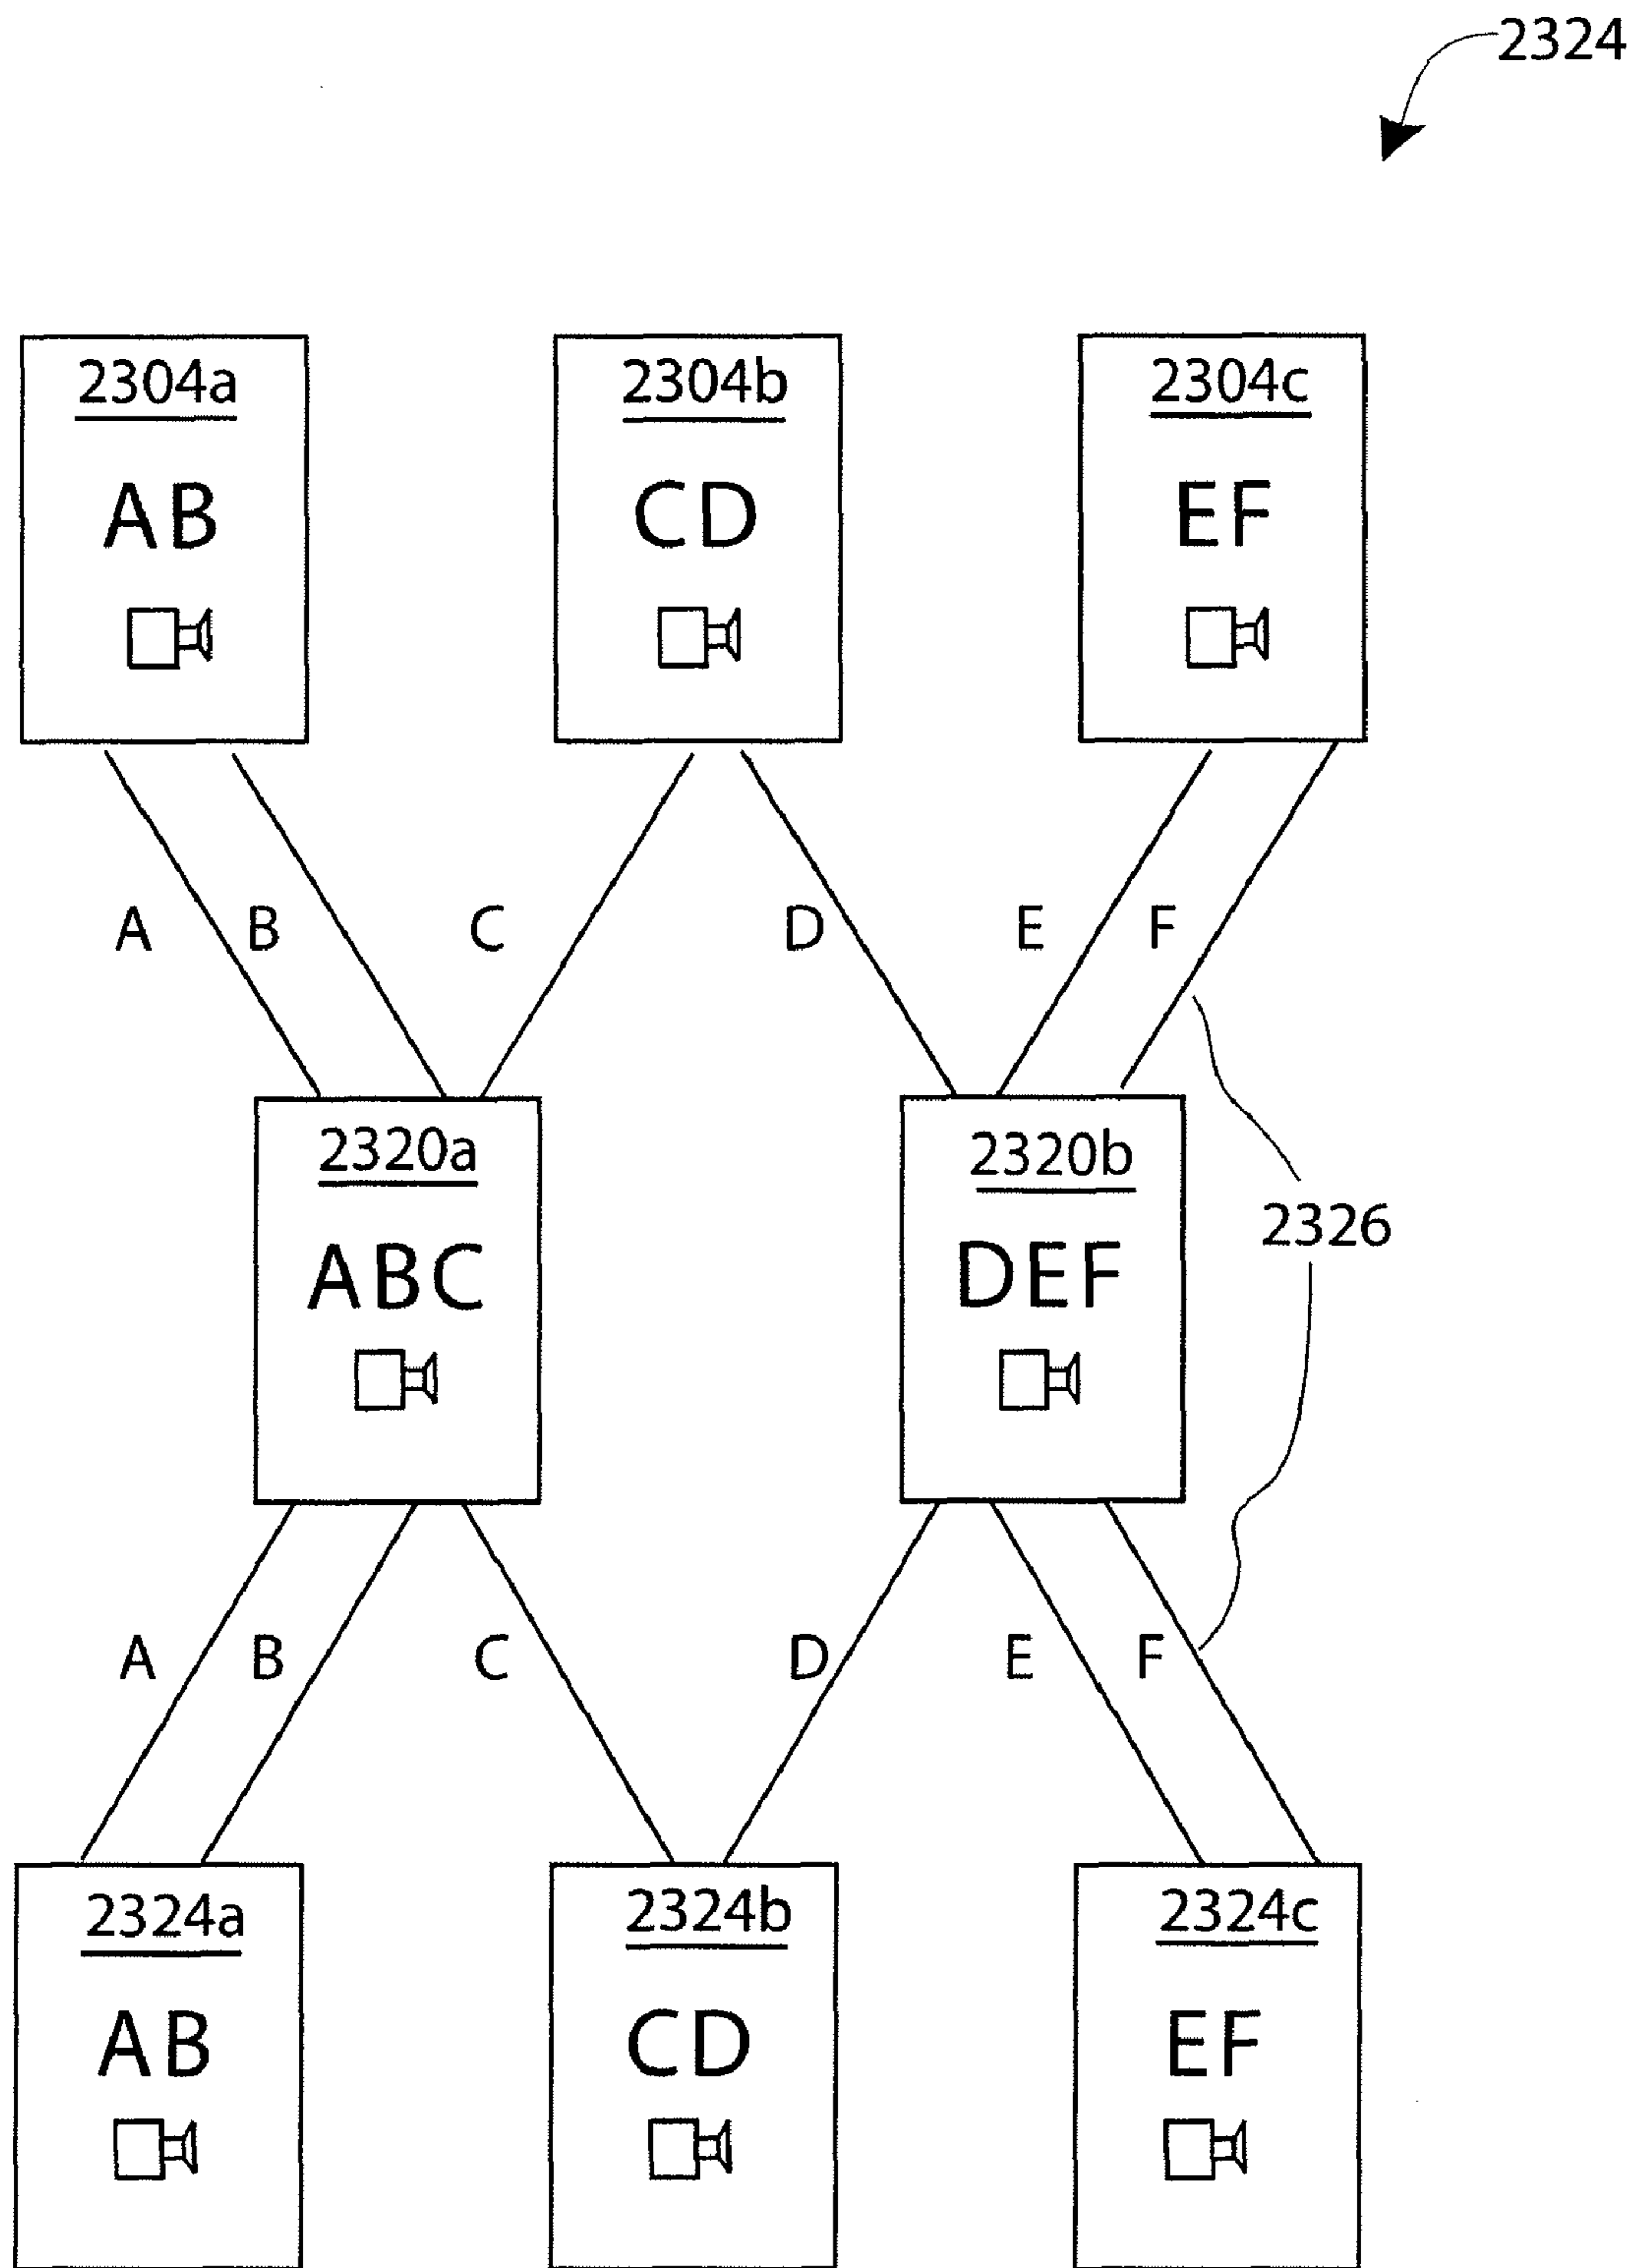 2324
2304a 2304b 2304c
AB CD EF
A B C D E F
2320a 2320b
2326
ABC DEF
A B C D E F
2324a 2324b 2324c
AB CD EF